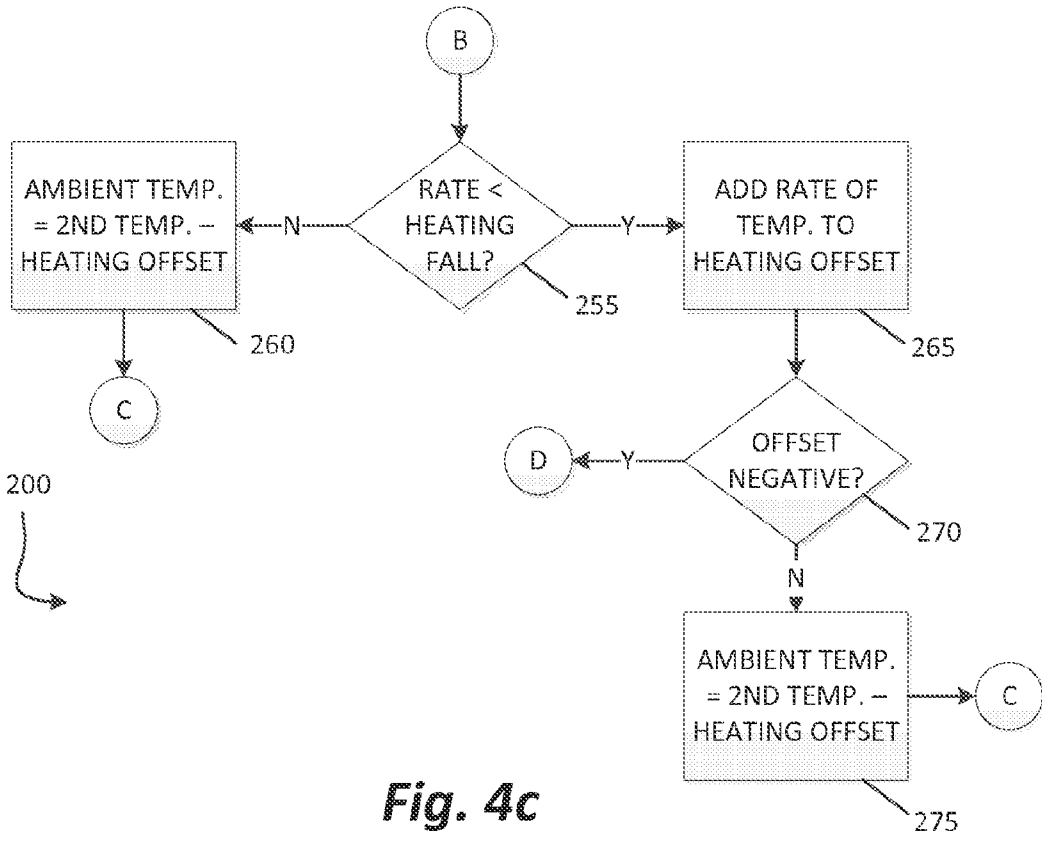 B
AMBIENT TEMP.
= 2ND TEMP. –
HEATING OFFSET
N
RATE <
HEATING
FALL?
Y
ADD RATE OF
TEMP. TO
HEATING OFFSET
255
260
265
C
D
Y
OFFSET
NEGATIVE?
200
270
N
AMBIENT TEMP.
= 2ND TEMP. –
HEATING OFFSET
C
Fig. 4c
275